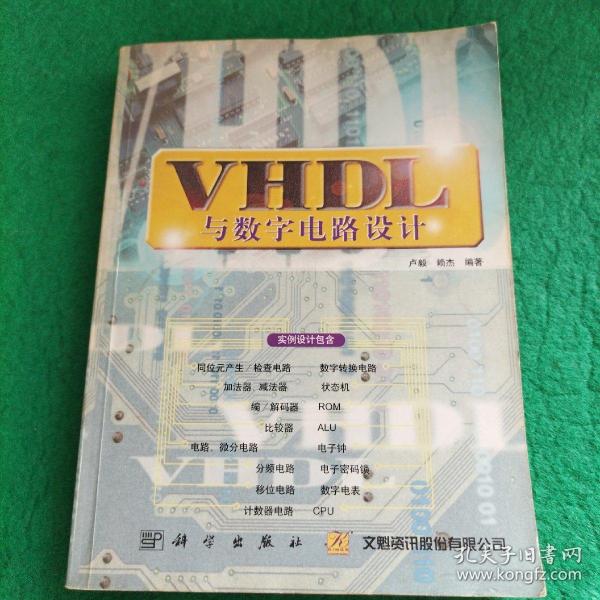 VHDL
与数字电路设计
卢毅 赖杰 编著
实例设计包含
同位元产生/检查电路 数字转换电路
加法器、减法器 状态机
编/解码器 ROM
比较器 ALU
电路、微分电路 电子钟
分频电路 电子密码锁
移位电路 数字电表
计数器电路 CPU
科学出版社 文魁资讯股份有限公司
孔夫子旧书网
www.kongfz.com